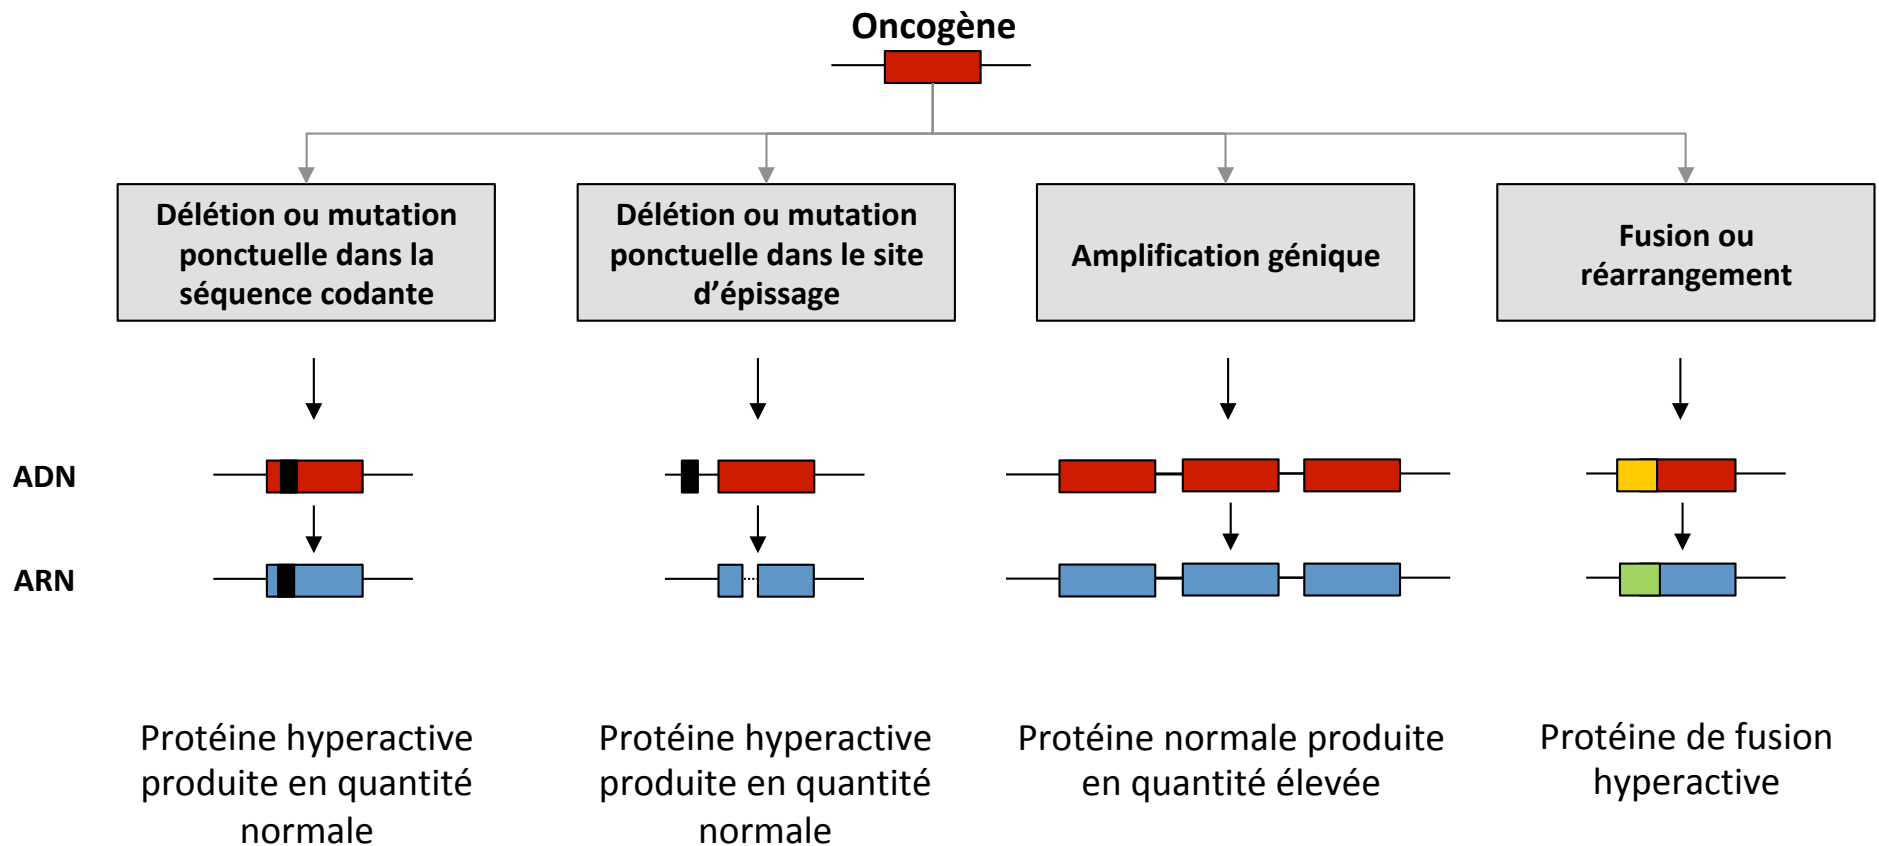 Oncogène
Délétion ou mutation
ponctuelle dans la
séquence codante
Délétion ou mutation
ponctuelle dans le site
d’épissage
Amplification génique
Fusion ou
réarrangement
ADN
ARN
Protéine hyperactive
produite en quantité
normale
Protéine hyperactive
produite en quantité
normale
Protéine normale produite
en quantité élevée
Protéine de fusion
hyperactive